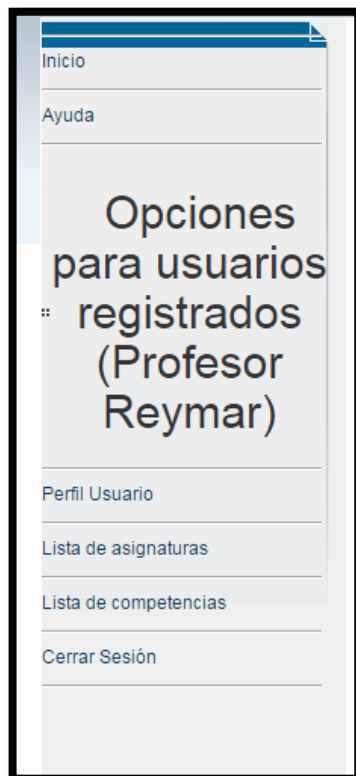 Inicio
Ayuda
Opciones
para usuarios
registrados
(Profesor
Reymar)
Perfil Usuario
Lista de asignaturas
Lista de competencias
Cerrar Sesión